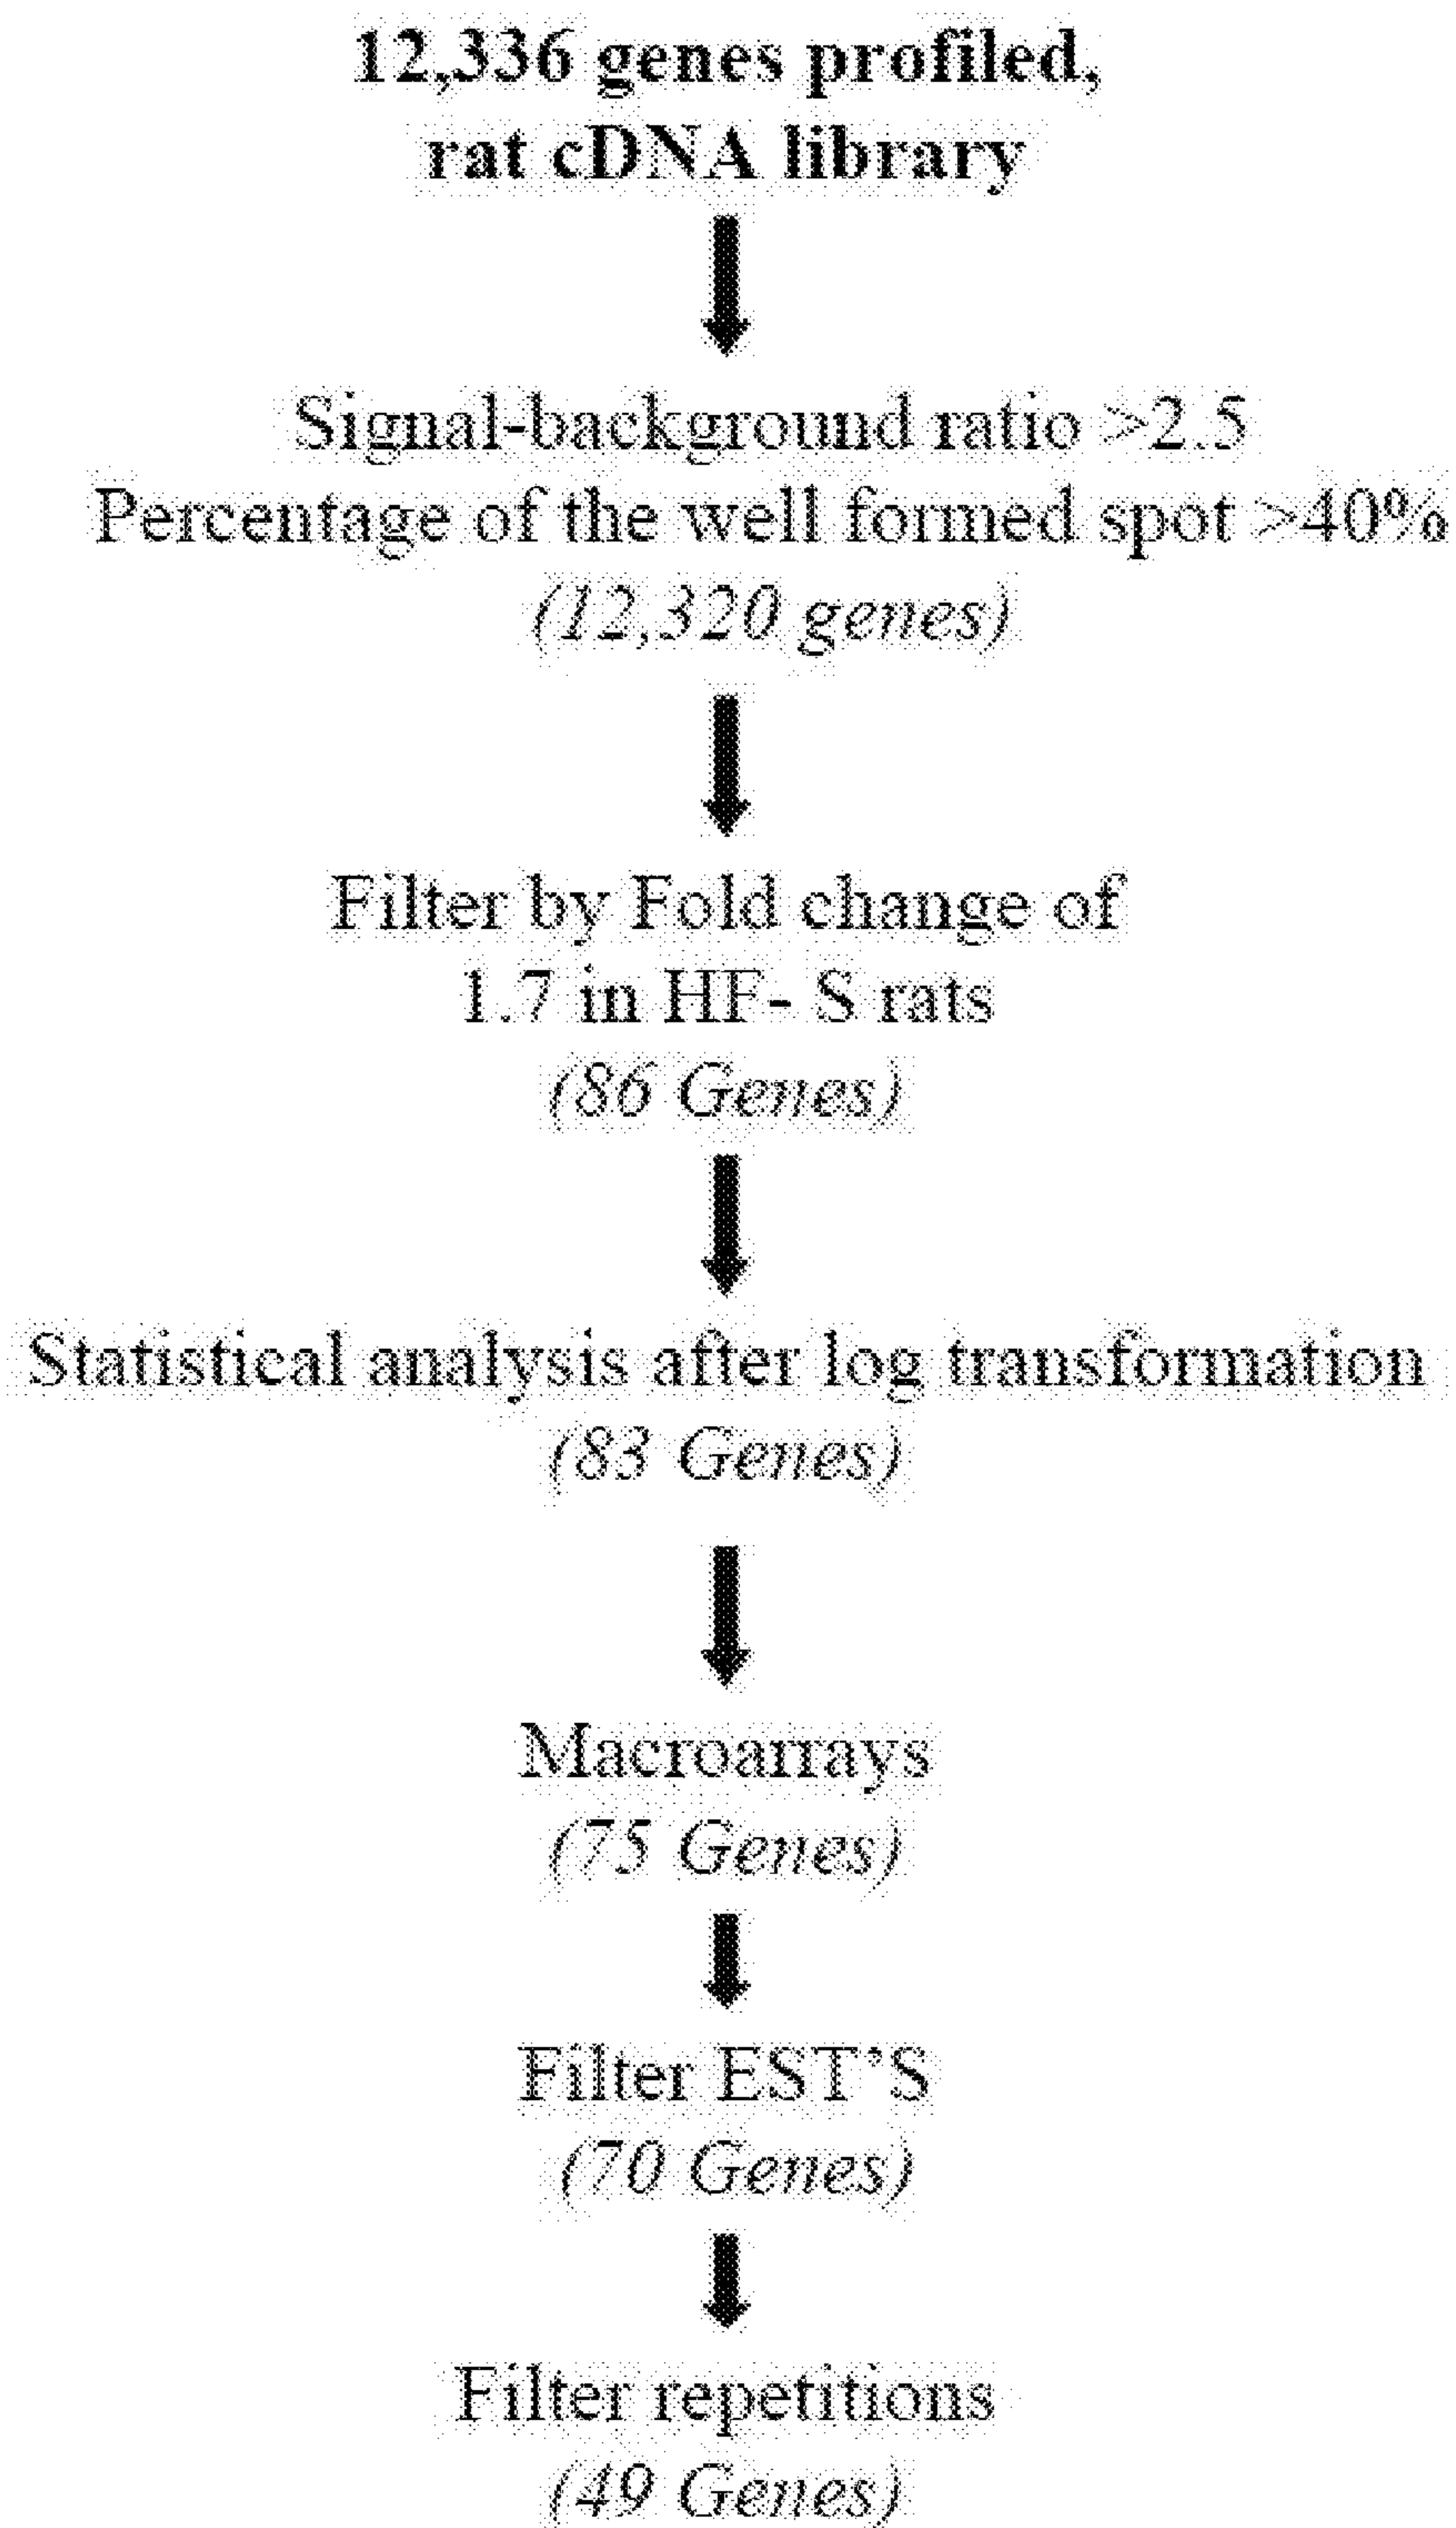 12,336 genes profiled,
rat cDNA library
Signal-background ratio >2.5
Percentage of the well formed spot >40%
(12,320 genes)
Filter by Fold change of
1.7 in HF- S rats
(86 Genes)
Statistical analysis after log transformation
(83 Genes)
Macroarrays
(75 Genes)
Filter EST’S
(70 Genes)
Filter repetitions
(49 Genes)